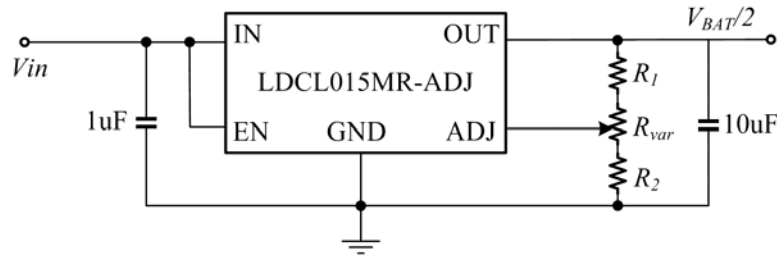 IN
OUT
V_BAT/2
Vin
LDCL015MR-ADJ
R_1
1uF
EN
GND
ADJ
R_var
10uF
R_2